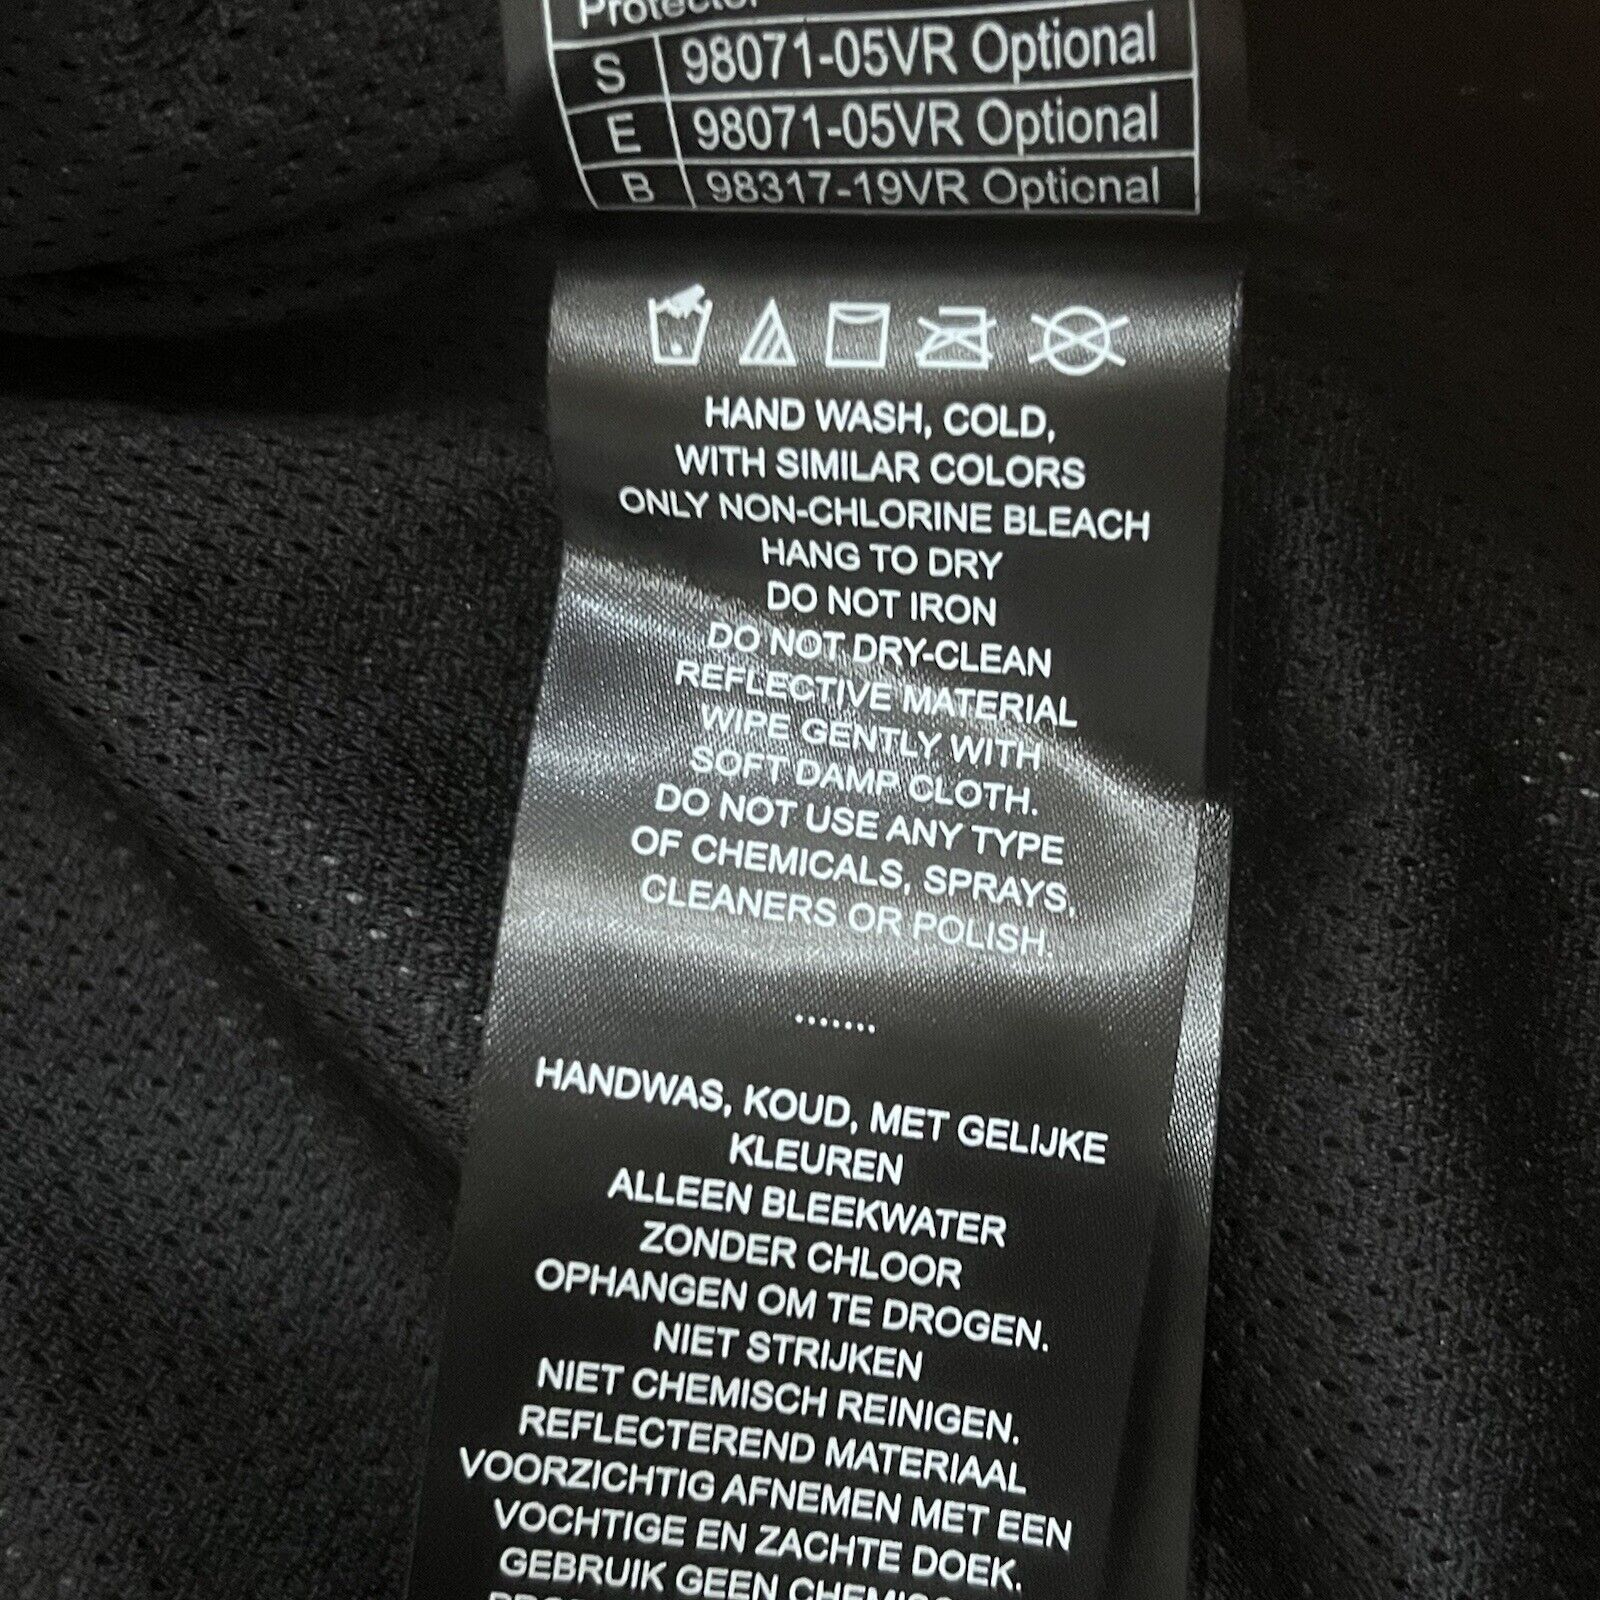 Protector
S 98071-05VR Optional
E 98071-05VR Optional
B 98317-19VR Optional
HAND WASH, COLD,
WITH SIMILAR COLORS
ONLY NON-CHLORINE BLEACH
HANG TO DRY
DO NOT IRON
DO NOT DRY-CLEAN
REFLECTIVE MATERIAL
WIPE GENTLY WITH
SOFT DAMP CLOTH.
DO NOT USE ANY TYPE
OF CHEMICALS, SPRAYS,
CLEANERS OR POLISH.
.......
HANDWAS, KOUD, MET GELIJKE
KLEUREN
ALLEEN BLEEKWATER
ZONDER CHLOOR
OPHANGEN OM TE DROGEN.
NIET STRIJKEN
NIET CHEMISCH REINIGEN.
REFLECTEREND MATERIAAL
VOORZICHTIG AFNEMEN MET EEN
VOCHTIGE EN ZACHTE DOEK.
GEBRUIK GEEN